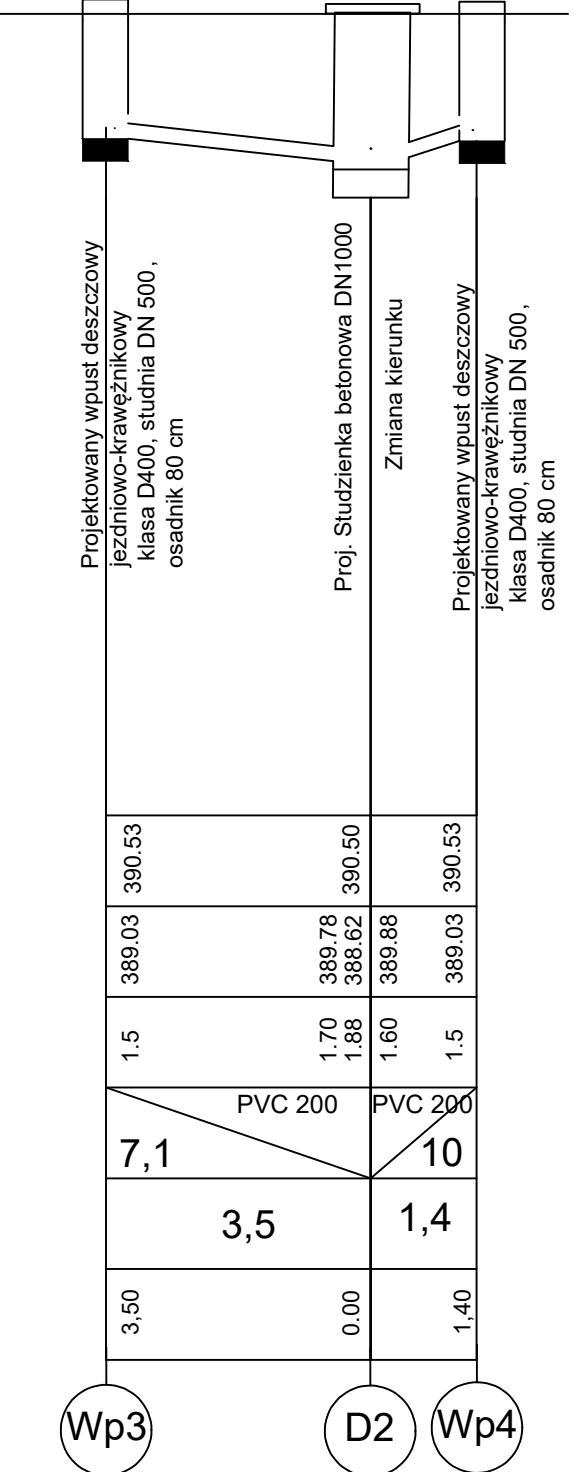 Projektowany wpust deszczowy
jezdniowo-krawężnikowy
klasa D400, studnia DN 500,
osadnik 80 cm
Proj. Studzienka betonowa DN1000
Zmiana kierunku
Projektowany wpust deszczowy
jezdniowo-krawężnikowy
klasa D400, studnia DN 500,
osadnik 80 cm
390.53
390.50
390.53
389.03
389.78
388.62
389.88
389.03
1.5
1.70
1.88
1.60
1.5
PVC 200
PVC 200
7,1
10
3,5
1,4
3,50
0.00
1,40
Wp3
D2
Wp4